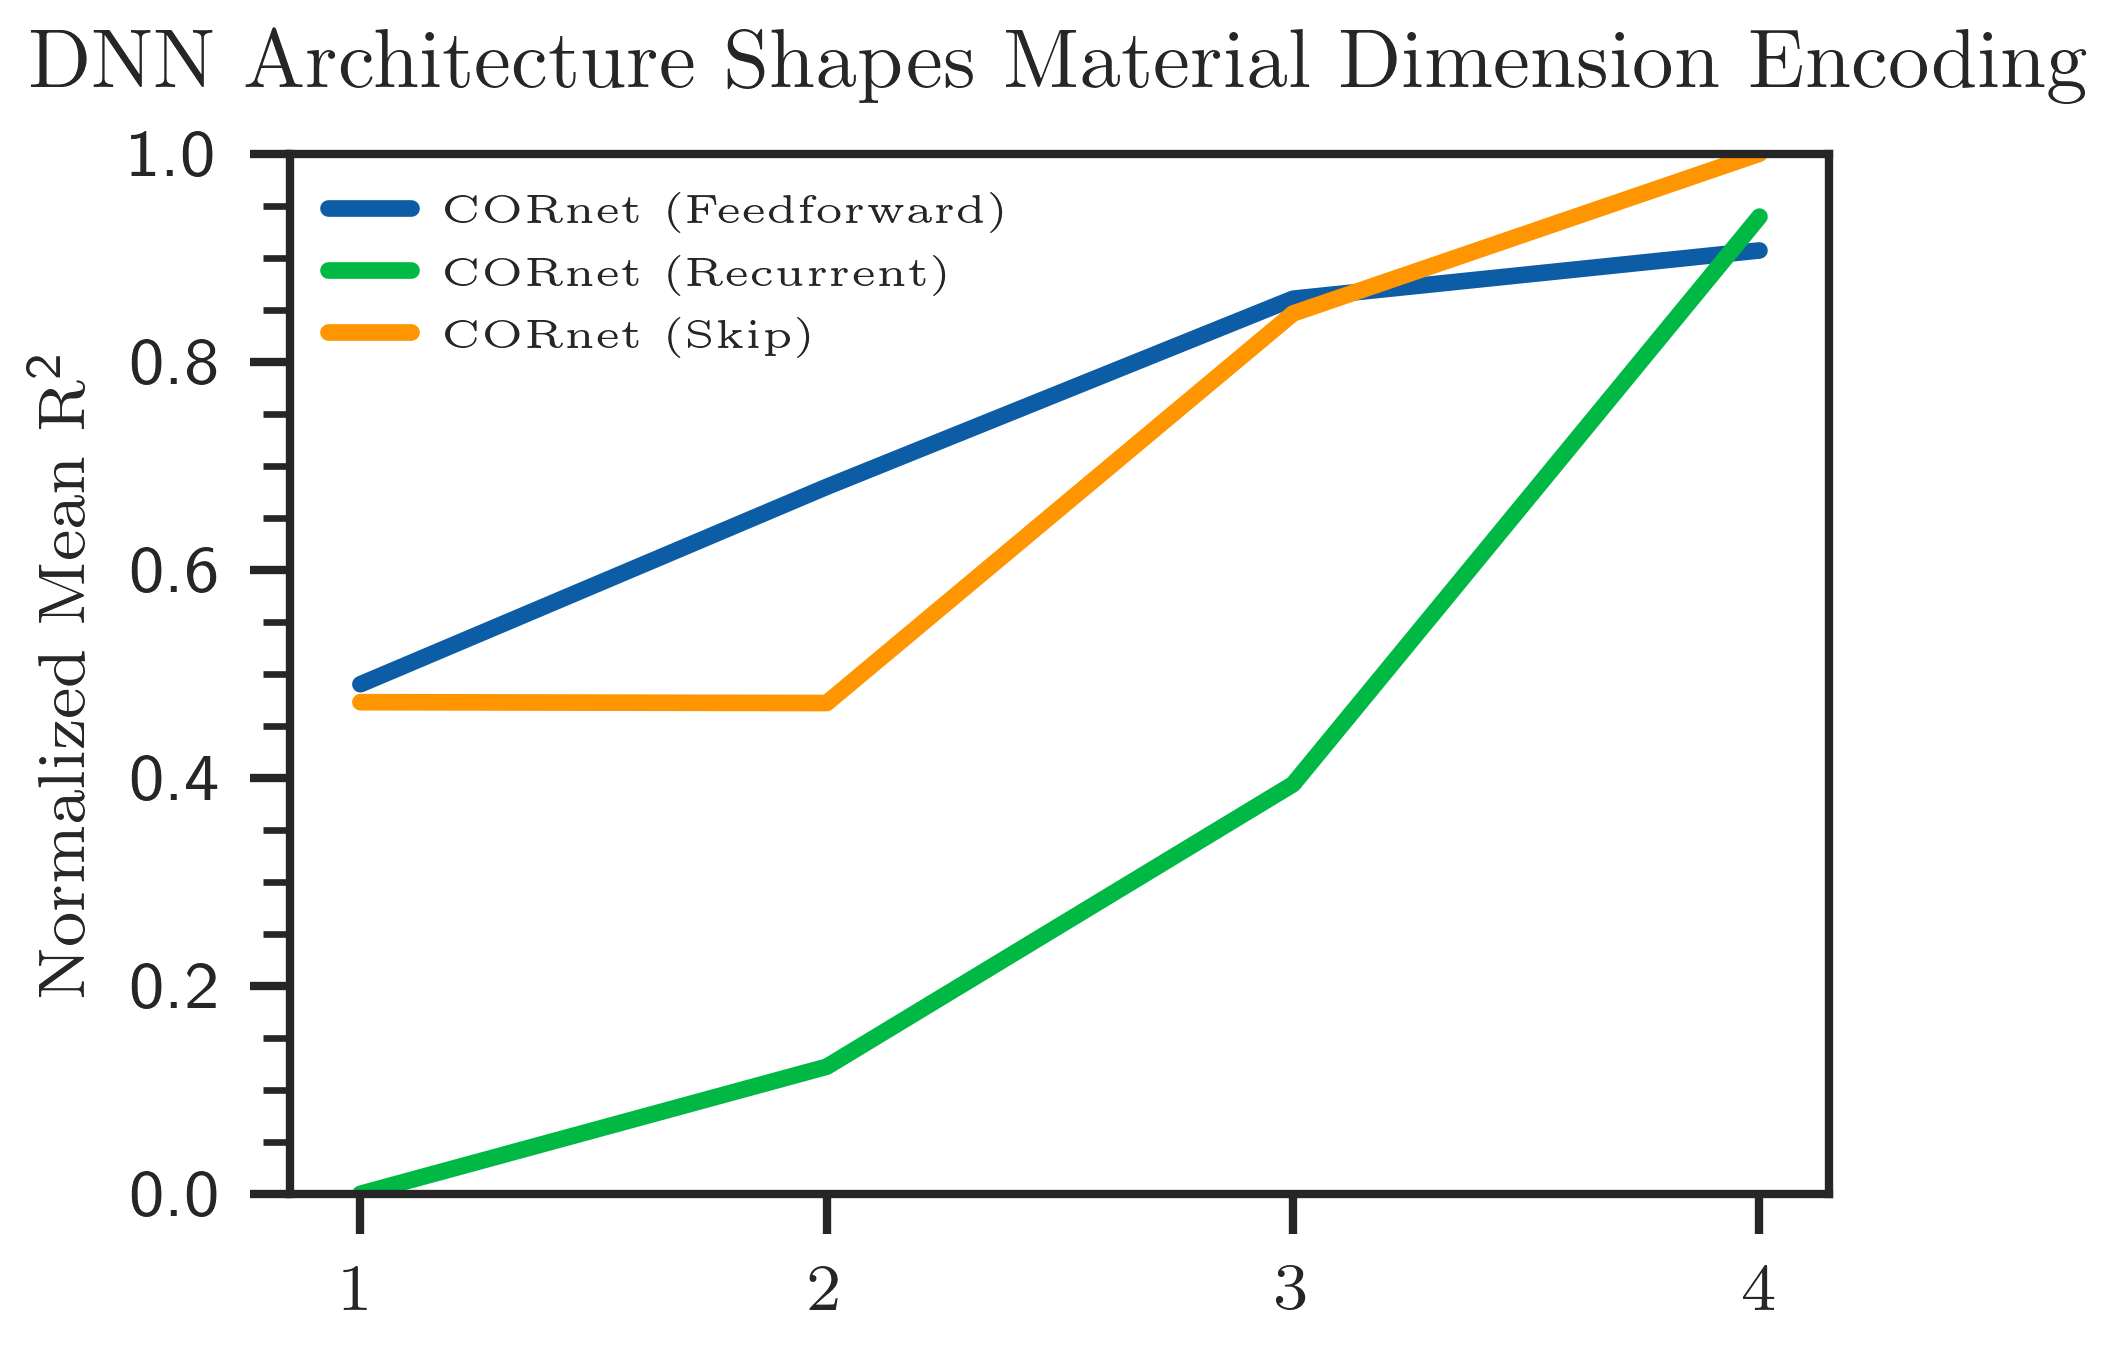 DNN Architecture Shapes Material Dimension Encoding
1.0
CORnet (Feedforward)
CORnet (Recurrent)
CORnet (Skip)
0.8
0.6
0.4
0.2
0.0
Normalized Mean R²
1 2 3 4